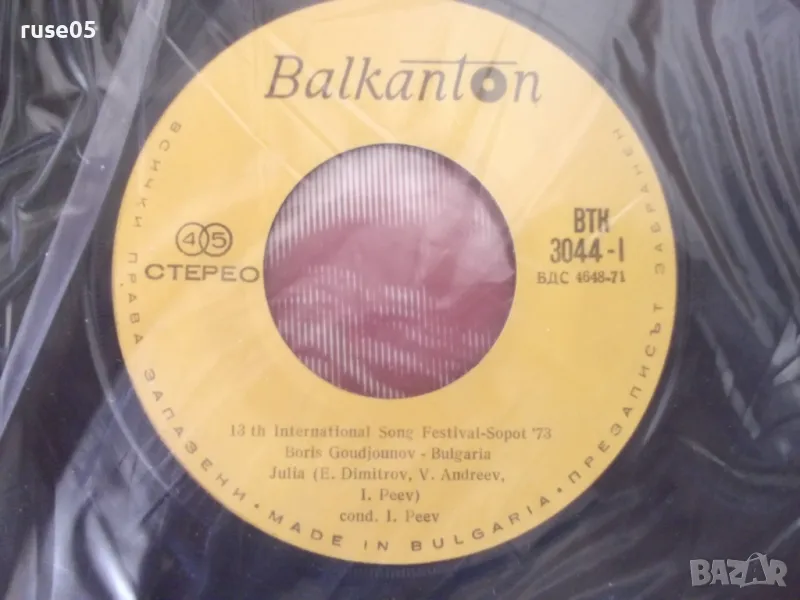 ruse05
Balkanton
45
СТЕРЕО
ВТК
3044-I
БДС 4648-71
13 th International Song Festival-Sopot '73
Boris Goudjounov - Bulgaria
Julia (E. Dimitrov, V. Andreev,
I. Peev)
cond. I. Peev
ВСИЧКИ ПРАВА ЗАПАЗЕНИ • MADE IN BULGARIA • ПРЕЗАПИСЪТ ЗАБРАНЕН
BAZAR